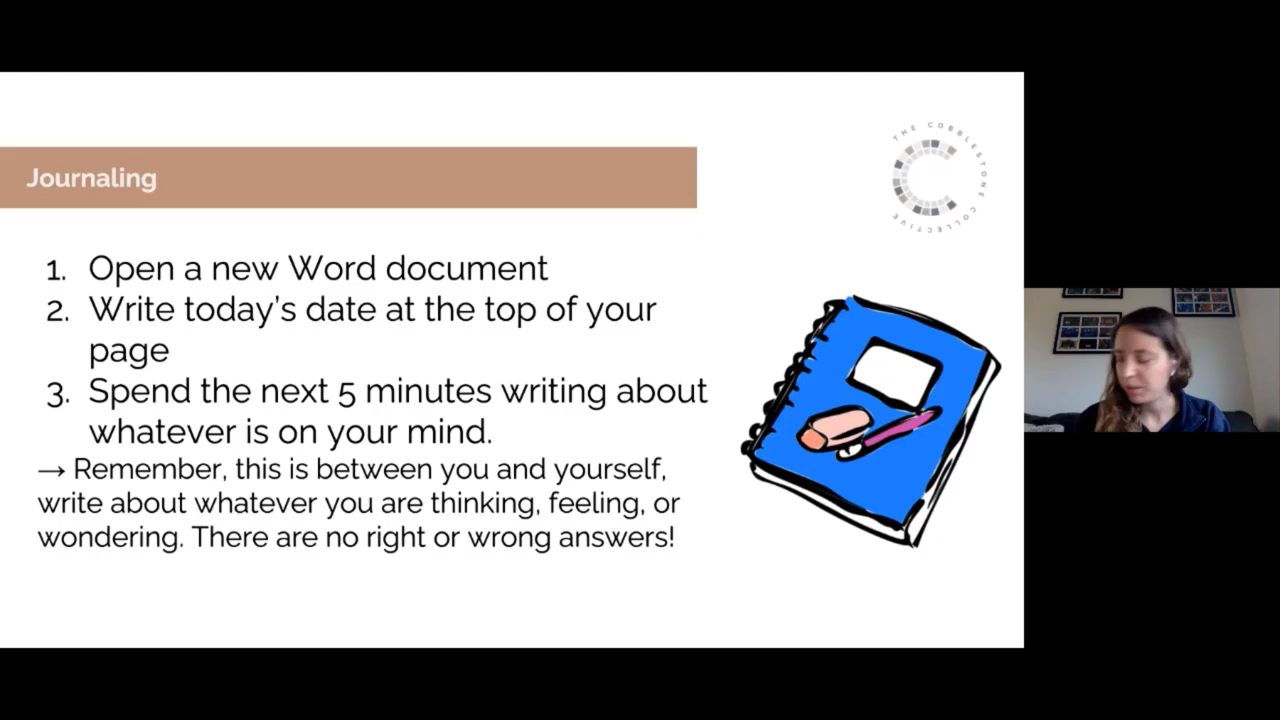 Journaling
THE COBBLESTONE COLLECTIVE
1. Open a new Word document
2. Write today's date at the top of your
page
3. Spend the next 5 minutes writing about
whatever is on your mind.
→ Remember, this is between you and yourself,
write about whatever you are thinking, feeling, or
wondering. There are no right or wrong answers!